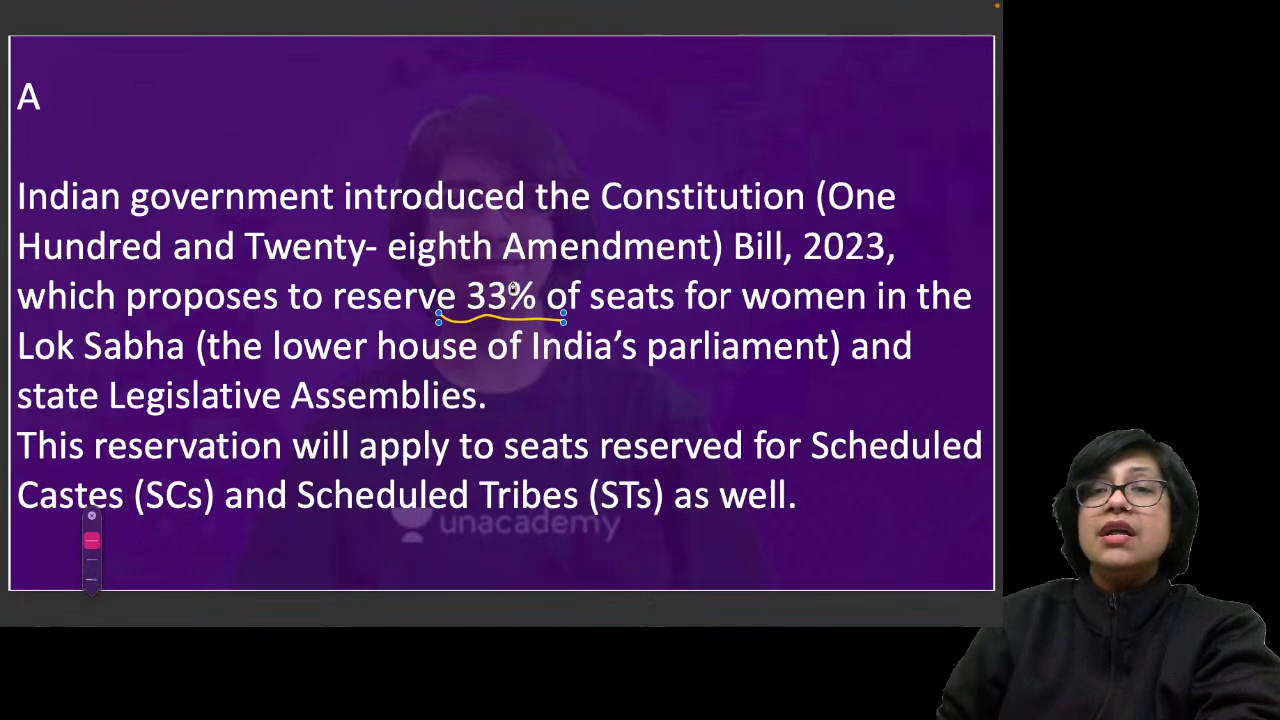 A
Indian government introduced the Constitution (One
Hundred and Twenty- eighth Amendment) Bill, 2023,
which proposes to reserve 33% of seats for women in the
Lok Sabha (the lower house of India’s parliament) and
state Legislative Assemblies.
This reservation will apply to seats reserved for Scheduled
Castes (SCs) and Scheduled Tribes (STs) as well.
unacademy